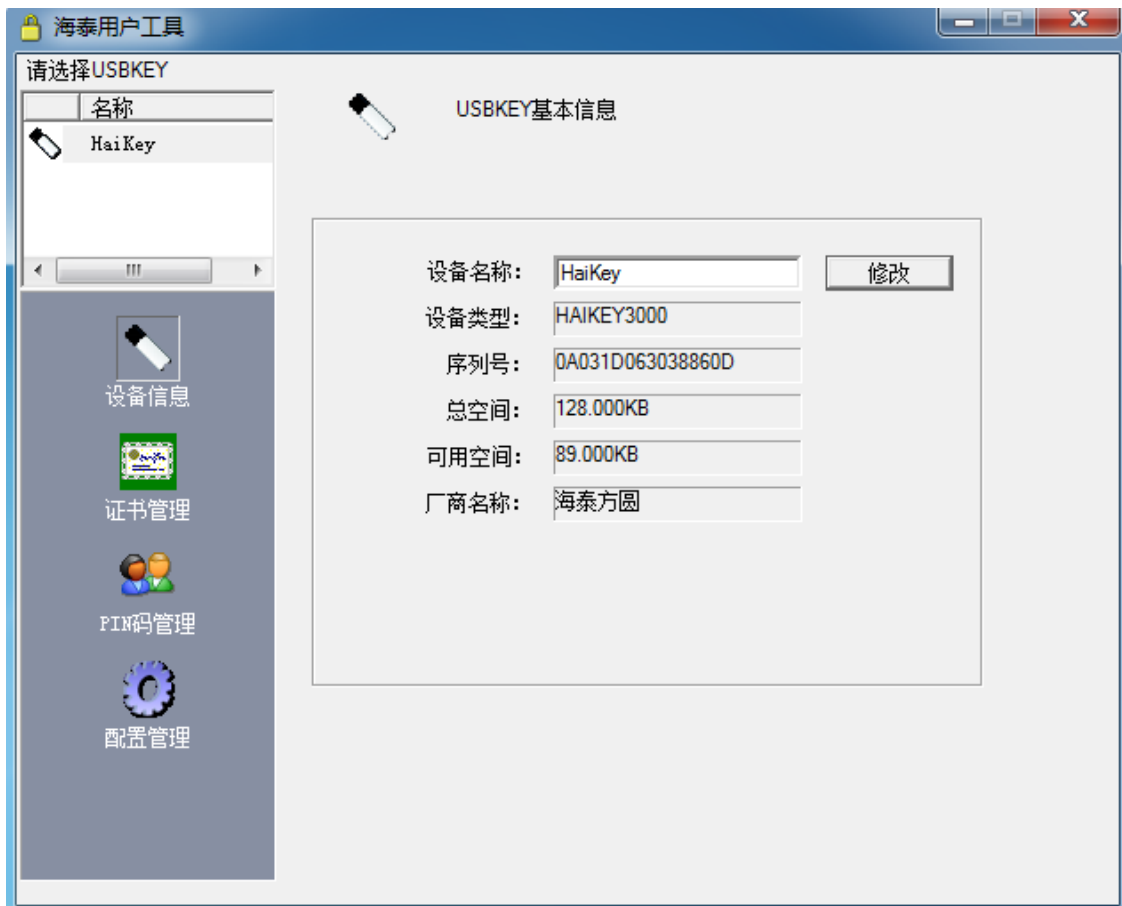 海泰用户工具
请选择USBKEY
名称
HaiKey
USBKEY基本信息
设备名称： HaiKey 修改
设备类型： HAIKEY3000
序列号： 0A031D063038860D
总空间： 128.000KB
可用空间： 89.000KB
厂商名称： 海泰方圆
设备信息
证书管理
PIN码管理
配置管理